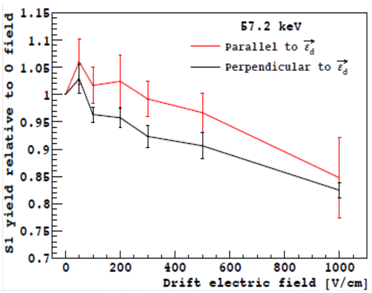 57.2 keV
Parallel to ε⃗d
Perpendicular to ε⃗d
S1 yield relative to 0 field
1.15
1.1
1.05
1
0.95
0.9
0.85
0.8
0.75
0.7
0 200 400 600 800 1000
Drift electric field [V/cm]